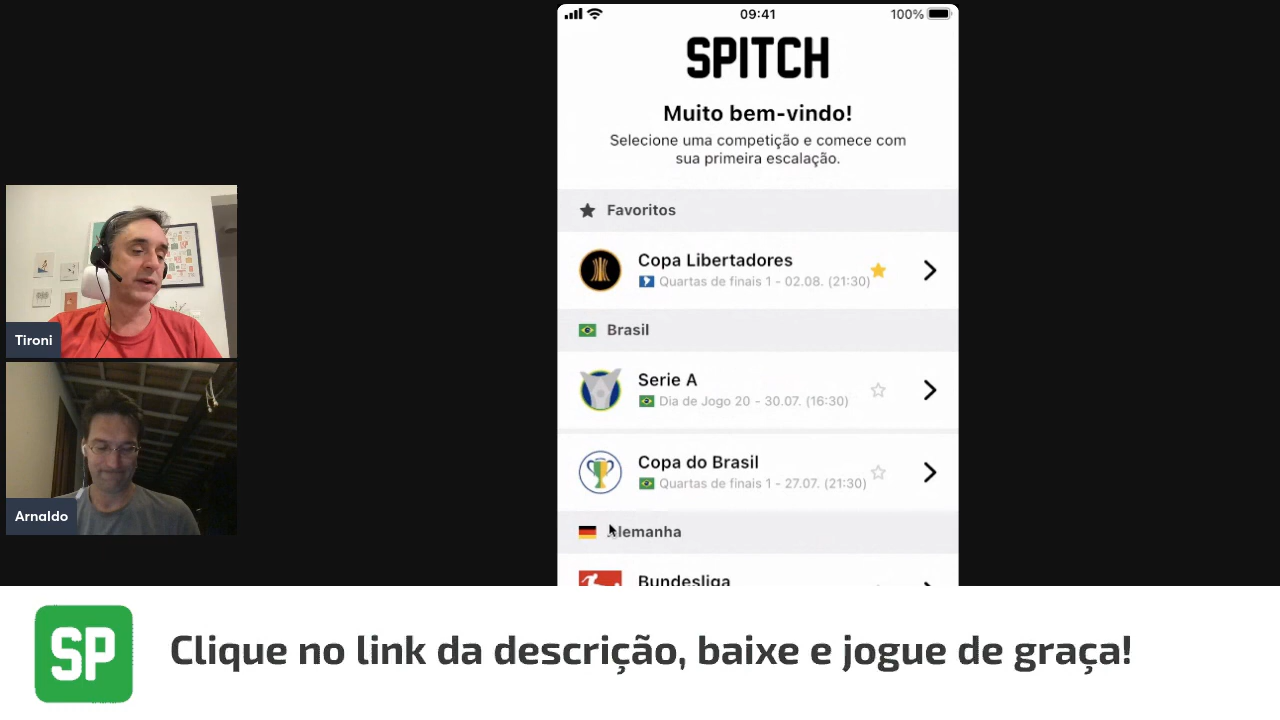 09:41
100%
SPITCH
Muito bem-vindo!
Selecione uma competição e comece com
sua primeira escalação.
Favoritos
Copa Libertadores
Quartas de finais 1 - 02.08. (21:30)
Brasil
Serie A
Dia de Jogo 20 - 30.07. (16:30)
Copa do Brasil
Quartas de finais 1 - 27.07. (21:30)
Alemanha
Bundesliga
Tironi
Arnaldo
SP
Clique no link da descrição, baixe e jogue de graça!